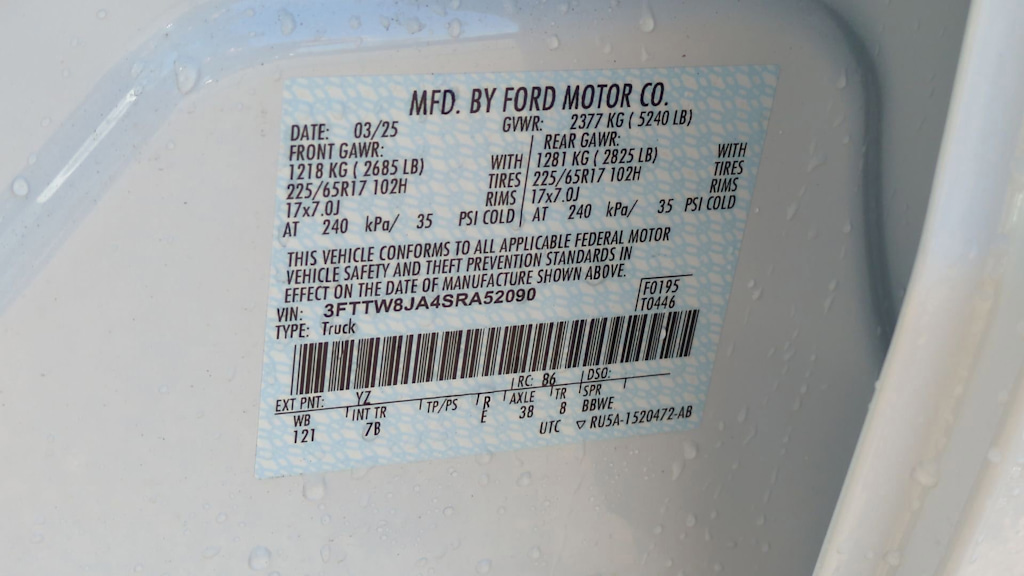 MFD. BY FORD MOTOR CO.
DATE: 03/25 GVWR: 2377 KG ( 5240 LB)
FRONT GAWR: REAR GAWR:
1218 KG ( 2685 LB) WITH 1281 KG ( 2825 LB) WITH
225/65R17 102H TIRES 225/65R17 102H TIRES
17x7.0J RIMS 17x7.0J RIMS
AT 240 kPa/ 35 PSI COLD AT 240 kPa/ 35 PSI COLD
THIS VEHICLE CONFORMS TO ALL APPLICABLE FEDERAL MOTOR
VEHICLE SAFETY AND THEFT PREVENTION STANDARDS IN
EFFECT ON THE DATE OF MANUFACTURE SHOWN ABOVE.
VIN: 3FTTW8JA4SRA52090 F0195
TYPE: Truck T0446
EXT PNT: YZ RC: 86 DSO:
WB INT TR TP/PS R AXLE TR SPR
121 7B E 38 8 BBWE
UTC ▽ RU5A-1520472-AB